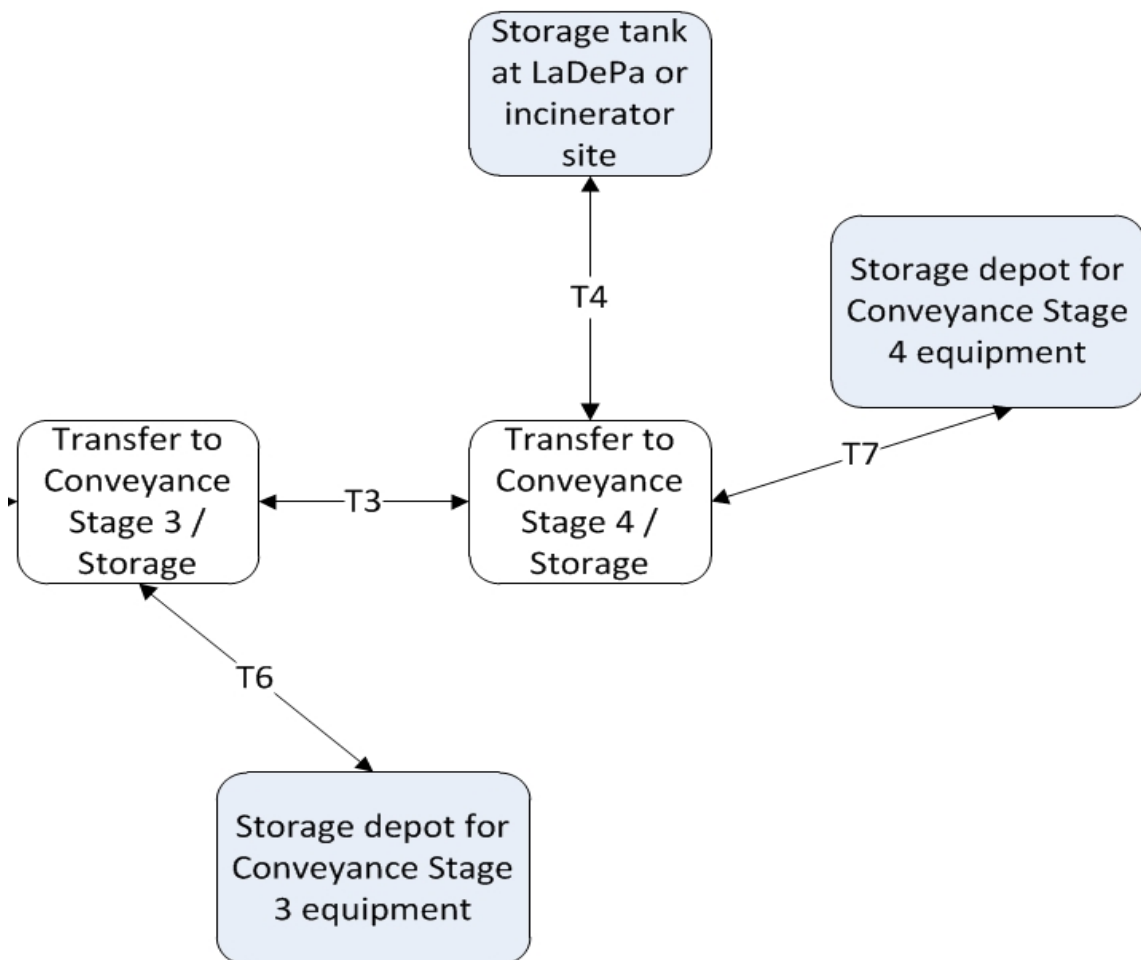 Storage tank
at LaDePa or
incinerator
site
T4
Storage depot for
Conveyance Stage
4 equipment
T7
Transfer to
Conveyance
Stage 3 /
Storage
T3
Transfer to
Conveyance
Stage 4 /
Storage
T6
Storage depot for
Conveyance Stage
3 equipment